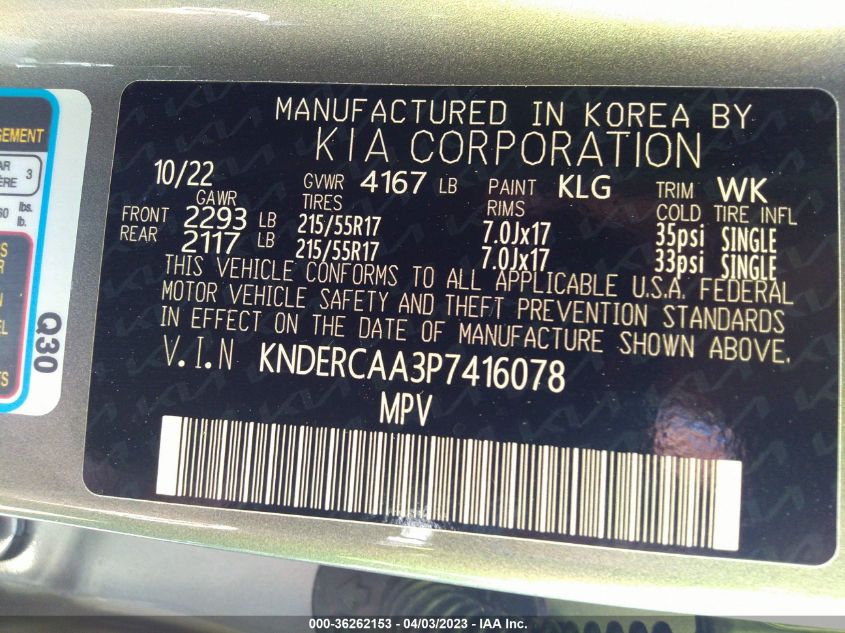 MANUFACTURED IN KOREA BY
KIA CORPORATION
10/22 GVWR 4167 LB PAINT KLG TRIM WK
GAWR TIRES RIMS COLD TIRE INFL
FRONT 2293 LB 215/55R17 7.0Jx17 35psi SINGLE
REAR 2117 LB 215/55R17 7.0Jx17 33psi SINGLE
THIS VEHICLE CONFORMS TO ALL APPLICABLE U.S.A. FEDERAL
MOTOR VEHICLE SAFETY AND THEFT PREVENTION STANDARDS
IN EFFECT ON THE DATE OF MANUFACTURE SHOWN ABOVE.
V.I.N KNDERCAA3P7416078
MPV
3
lbs.
lb.
Q30
000-36262153 - 04/03/2023 - IAA Inc.